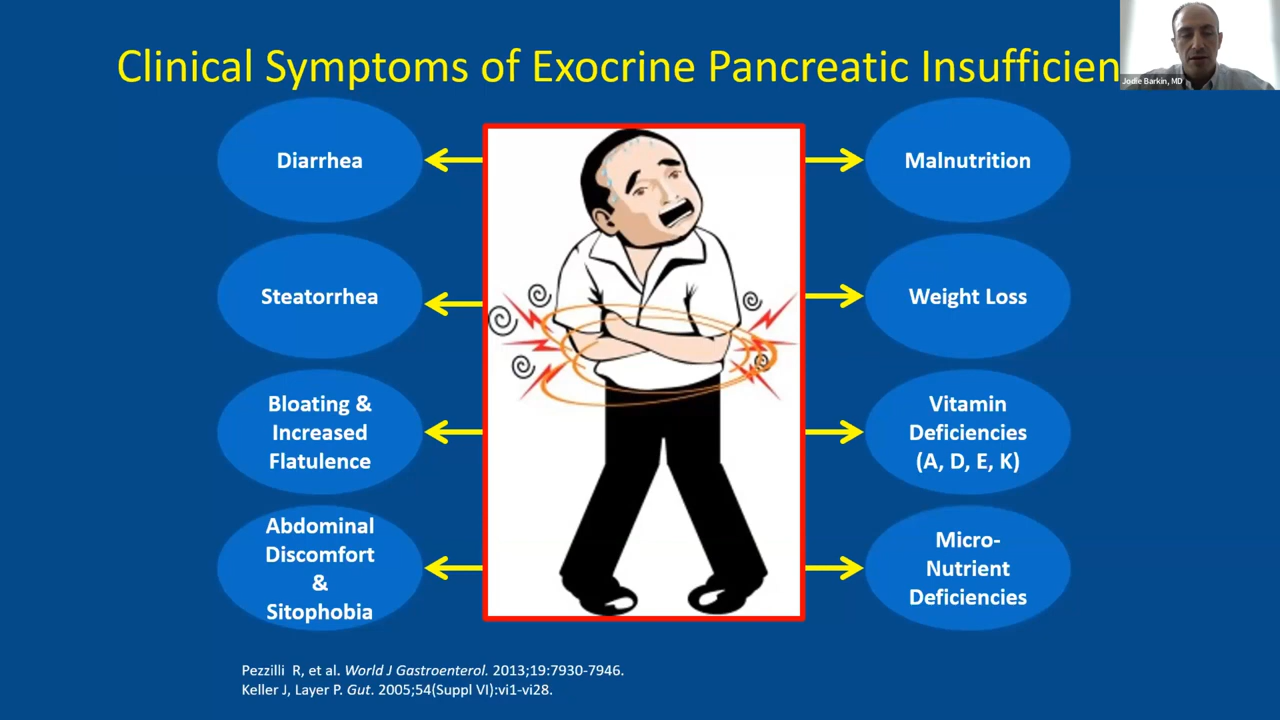 Clinical Symptoms of Exocrine Pancreatic Insufficien
Jodie Barkin, MD
Diarrhea
Steatorrhea
Bloating &
Increased
Flatulence
Abdominal
Discomfort
&
Sitophobia
Malnutrition
Weight Loss
Vitamin
Deficiencies
(A, D, E, K)
Micro-
Nutrient
Deficiencies
Pezzilli R, et al. World J Gastroenterol. 2013;19:7930-7946.
Keller J, Layer P. Gut. 2005;54(Suppl VI):vi1-vi28.